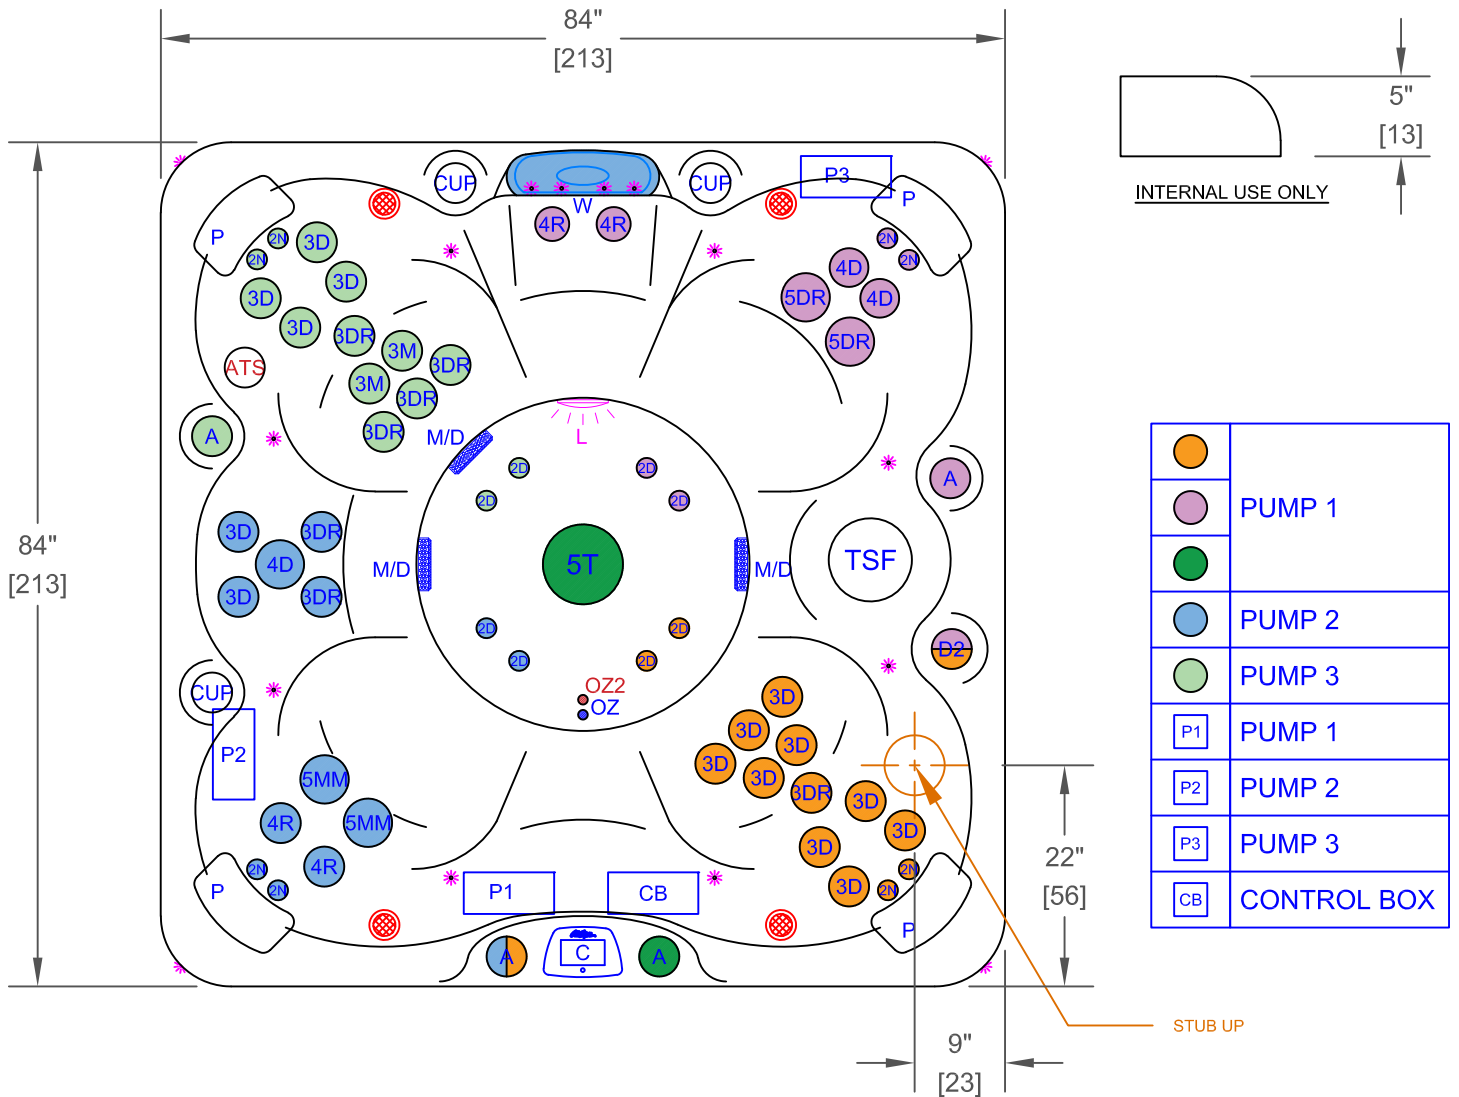 84"
[213]
5"
[13]
INTERNAL USE ONLY
CUP
CUP
P3
P
P
W
4R
4R
2N
2N
3D
3D
3D
3D
2N
2N
4D
4D
5DR
5DR
3DR
3M
3DR
3M
3DR
3DR
ATS
A
M/D
L
2D
2D
2D
2D
A
PUMP 1
84"
[213]
3D
3DR
4D
3D
3DR
M/D
5T
M/D
TSF
PUMP 2
2D
2D
2D
2D
D2
PUMP 3
OZ2
OZ
CUP
P2
3D
3D
3D
3D
3D
3DR
3D
3D
3D
3D
P1
PUMP 1
P2
PUMP 2
P3
PUMP 3
CB
CONTROL BOX
5MM
5MM
4R
4R
2N
2N
2N
2N
P
P
P1
CB
A
C
A
22"
[56]
STUB UP
9"
[23]